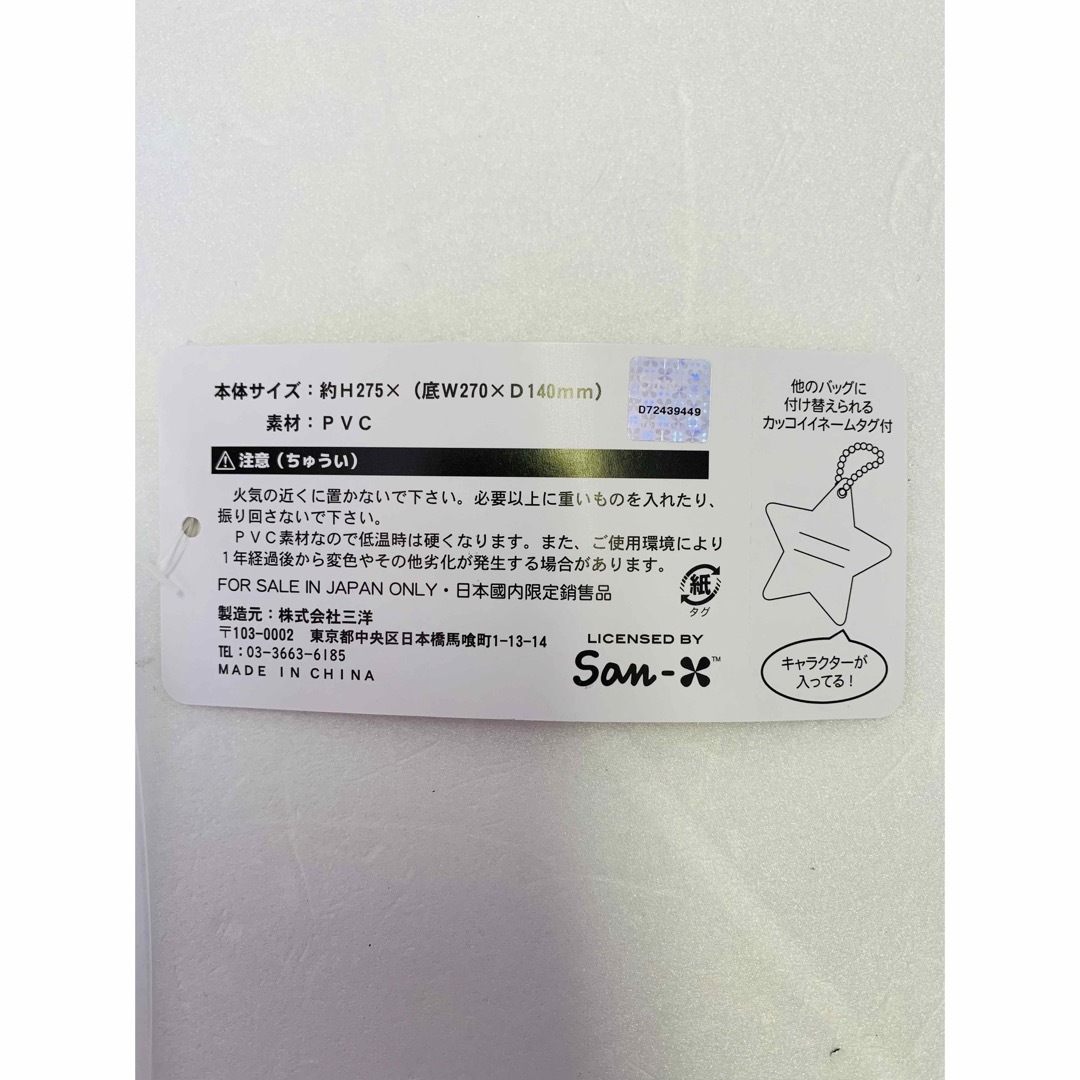 本体サイズ：約H275×（底W270×D140mm）
素材：PVC
D72439449
⚠注意（ちゅうい）
火気の近くに置かないで下さい。必要以上に重いものを入れたり、
振り回さないで下さい。
PVC素材なので低温時は硬くなります。また、ご使用環境により
1年経過後から変色やその他劣化が発生する場合があります。
FOR SALE IN JAPAN ONLY・日本國内限定銷售品
製造元：株式会社三洋
〒103-0002 東京都中央区日本橋馬喰町1-13-14
TEL：03-3663-6185
MADE IN CHINA
紙
タグ
LICENSED BY
San-X™
他のバッグに
付け替えられる
カッコイイネームタグ付
キャラクターが
入ってる！